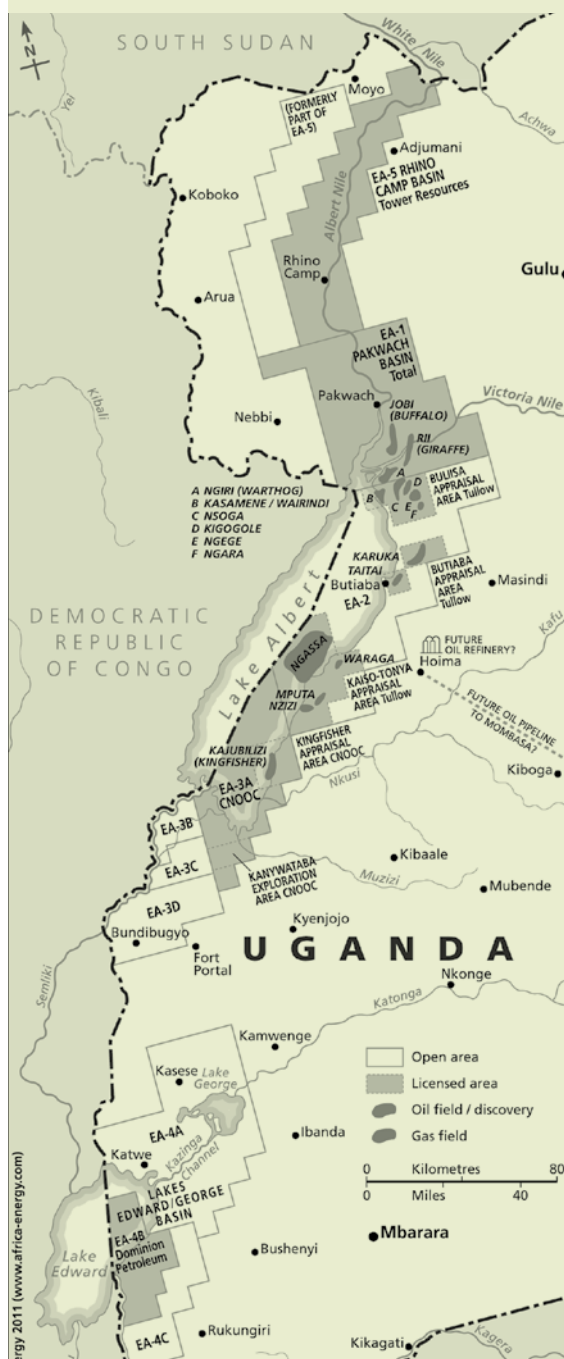 N
SOUTH SUDAN
White Nile
Yei
Moyo
(FORMERLY
PART OF
EA-5)
Achwa
Adjumani
EA-5 RHINO
CAMP BASIN
Tower Resources
Koboko
Albert Nile
Rhino
Camp
Gulu
Arua
EA-1
PAKWACH
BASIN
Total
Kibali
Pakwach
JOBI
(BUFFALO)
Victoria Nile
Nebbi
RII
(GIRAFFE)
A NGIRI (WARTHOG)
B KASAMENE / WAIRINDI
C NSOGA
D KIGOGOLE
E NGEGE
F NGARA
A
B
C
D
E
F
BULIISA
APPRAISAL
AREA Tullow
KARUKA
TAITAI
Butiaba
EA-2
BUTIABA
APPRAISAL
AREA
Tullow
Masindi
DEMOCRATIC
REPUBLIC
OF CONGO
Lake Albert
Kafu
NGASSA
WARAGA
FUTURE
OIL REFINERY?
Hoima
MPUTA
NZIZI
KAISO-TONYA
APPRAISAL
AREA Tullow
FUTURE OIL PIPELINE
TO MOMBASA?
KAJUBILIZI
(KINGFISHER)
KINGFISHER
APPRAISAL
AREA CNOOC
Kiboga
EA-3A
CNOOC
Nkusi
EA-3B
Kibaale
EA-3C
KANYWATABA
EXPLORATION
AREA CNOOC
Muzizi
Mubende
EA-3D
Bundibugyo
Kyenjojo
Fort
Portal
UGANDA
Semliki
Nkonge
Katonga
Kamwenge
Kasese
Lake
George
Open area
Licensed area
Oil field / discovery
Gas field
EA-4A
Ibanda
Katwe
Kazinga
Channel
0 Kilometres 80
0 Miles 40
LAKES
EDWARD/GEORGE
BASIN
EA-4B
Dominion
Petroleum
Mbarara
Lake
Edward
Bushenyi
EA-4C
Rukungiri
Kikagati
Kagera
ergy 2011 (www.africa-energy.com)